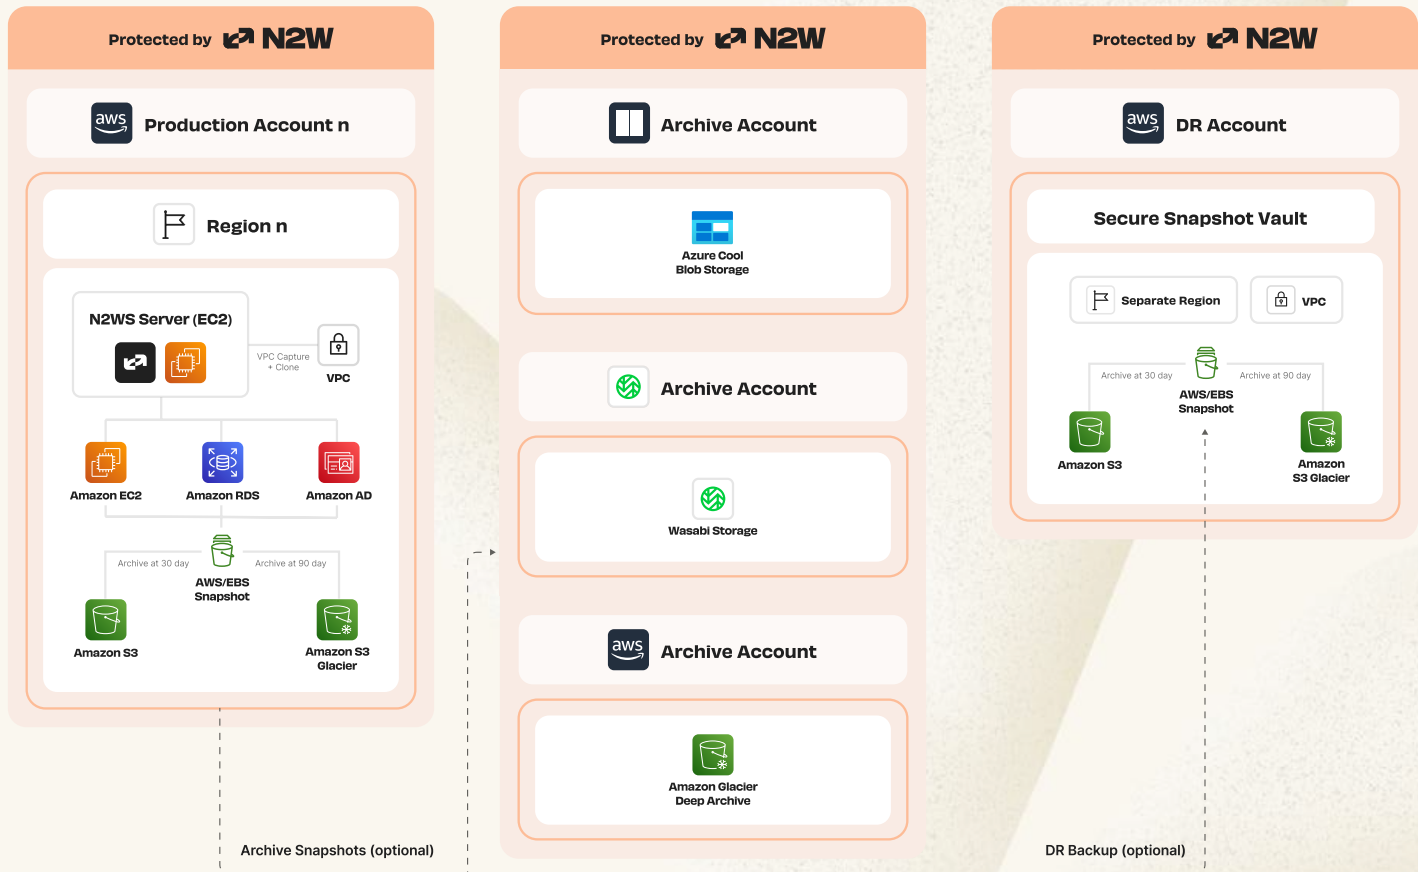 Protected by N2W
aws Production Account n
Region n
N2WS Server (EC2)
VPC Capture
+ Clone
VPC
Amazon EC2
Amazon RDS
Amazon AD
Archive at 30 day
Archive at 90 day
AWS/EBS
Snapshot
Amazon S3
Amazon S3
Glacier
Archive Snapshots (optional)
Protected by N2W
Archive Account
Azure Cool
Blob Storage
Archive Account
Wasabi Storage
aws Archive Account
Amazon Glacier
Deep Archive
Protected by N2W
aws DR Account
Secure Snapshot Vault
Separate Region
VPC
Archive at 30 day
Archive at 90 day
AWS/EBS
Snapshot
Amazon S3
Amazon
S3 Glacier
DR Backup (optional)